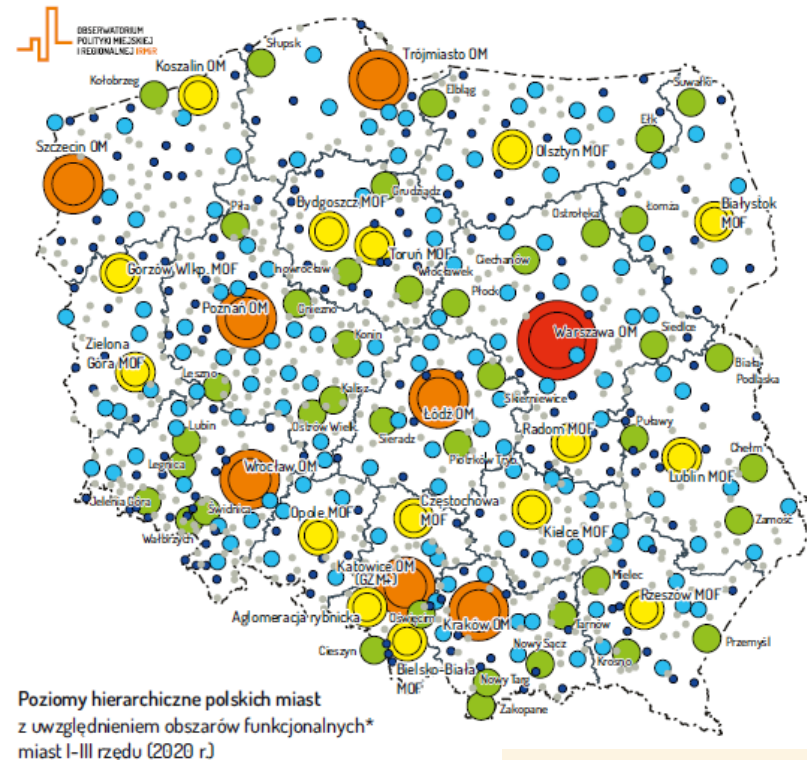 OBSERWATORIUM
POLITYKI MIEJSKIEJ
I REGIONALNEJ IRMiR
Słupsk
Trójmiasto OM
Koszalin OM
Kołobrzeg
Elbląg
Suwałki
Ełk
Szczecin OM
Olsztyn MOF
Grudziądz
Bydgoszcz MOF
Piła
Ostrołęka
Łomża
Białystok
MOF
Toruń MOF
Ciechanów
Gorzów Wlkp. MOF
Inowrocław
Włocławek
Płock
Poznań OM
Gniezno
Warszawa OM
Siedlce
Konin
Zielona
Góra MOF
Biała
Podlaska
Leszno
Kalisz
Skierniewice
Łódź OM
Ostrów Wielk.
Sieradz
Radom MOF
Puławy
Lubin
Piotrków Tryb.
Chełm
Legnica
Wrocław OM
Lublin MOF
Jelenia Góra
Świdnica
Częstochowa
MOF
Opole MOF
Kielce MOF
Zamość
Wałbrzych
Katowice OM
(GZM+)
Mielec
Rzeszów MOF
Aglomeracja rybnicka
Oświęcim
Kraków OM
Tarnów
Przemyśl
Cieszyn
Nowy Sącz
Krosno
Bielsko-Biała
MOF
Nowy Targ
Zakopane
Poziomy hierarchiczne polskich miast
z uwzględnieniem obszarów funkcjonalnych*
miast I-III rzędu (2020 r.)